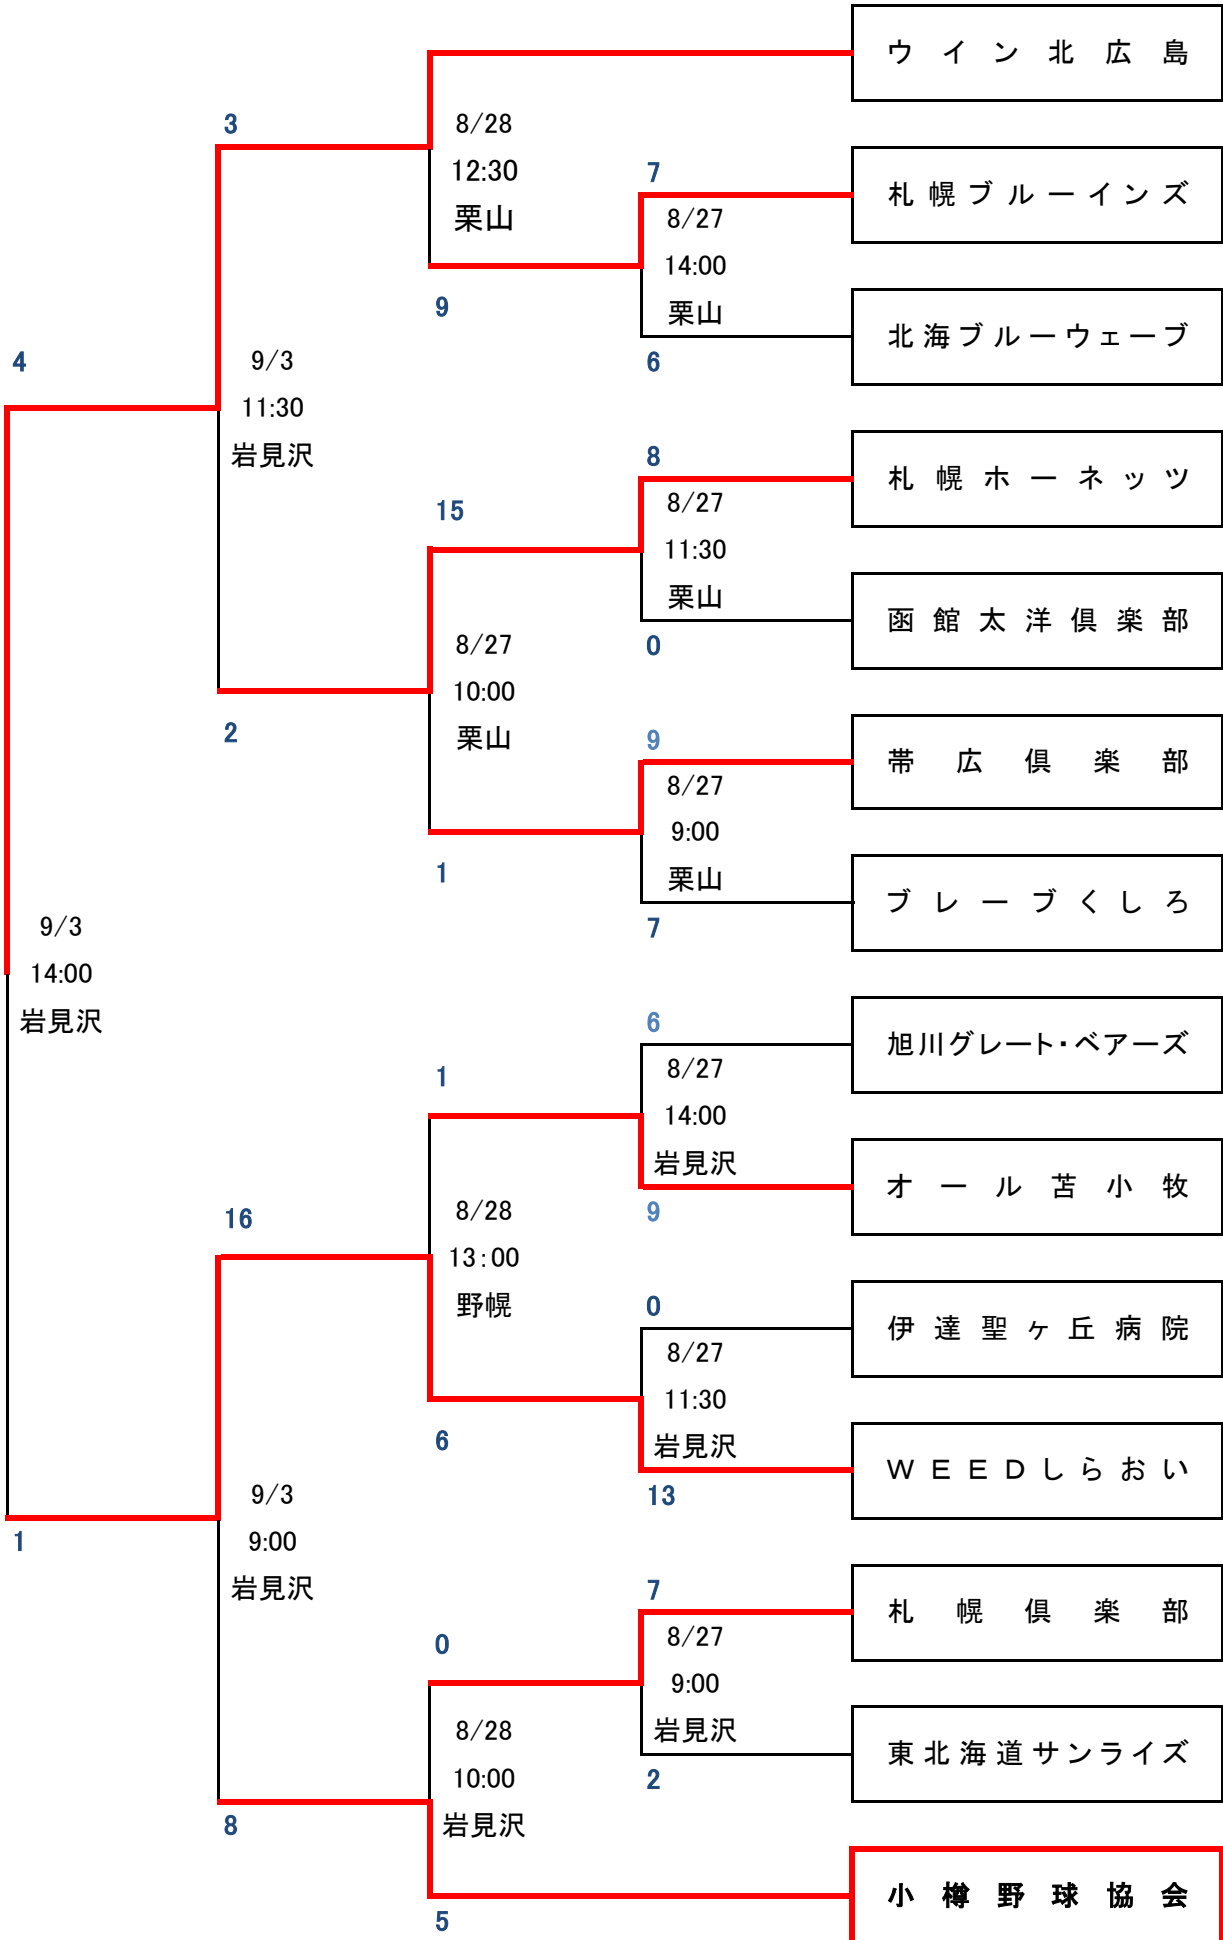 ウイン北広島
3
8/28
12:30
栗山
7
札幌ブルーインズ
8/27
14:00
栗山
9
北海ブルーウェーブ
6
4
9/3
11:30
岩見沢
8
札幌ホーネッツ
15
8/27
11:30
栗山
函館太洋倶楽部
0
8/27
10:00
栗山
2
9
帯広倶楽部
8/27
9:00
栗山
1
ブレーブくしろ
7
9/3
14:00
岩見沢
6
旭川グレート・ベアーズ
1
8/27
14:00
岩見沢
オール苫小牧
9
16
8/28
13:00
野幌
0
伊達聖ヶ丘病院
8/27
11:30
岩見沢
6
WEEDしらおい
13
1
9/3
9:00
岩見沢
7
札幌倶楽部
0
8/27
9:00
岩見沢
東北海道サンライズ
2
8
8/28
10:00
岩見沢
小樽野球協会
5